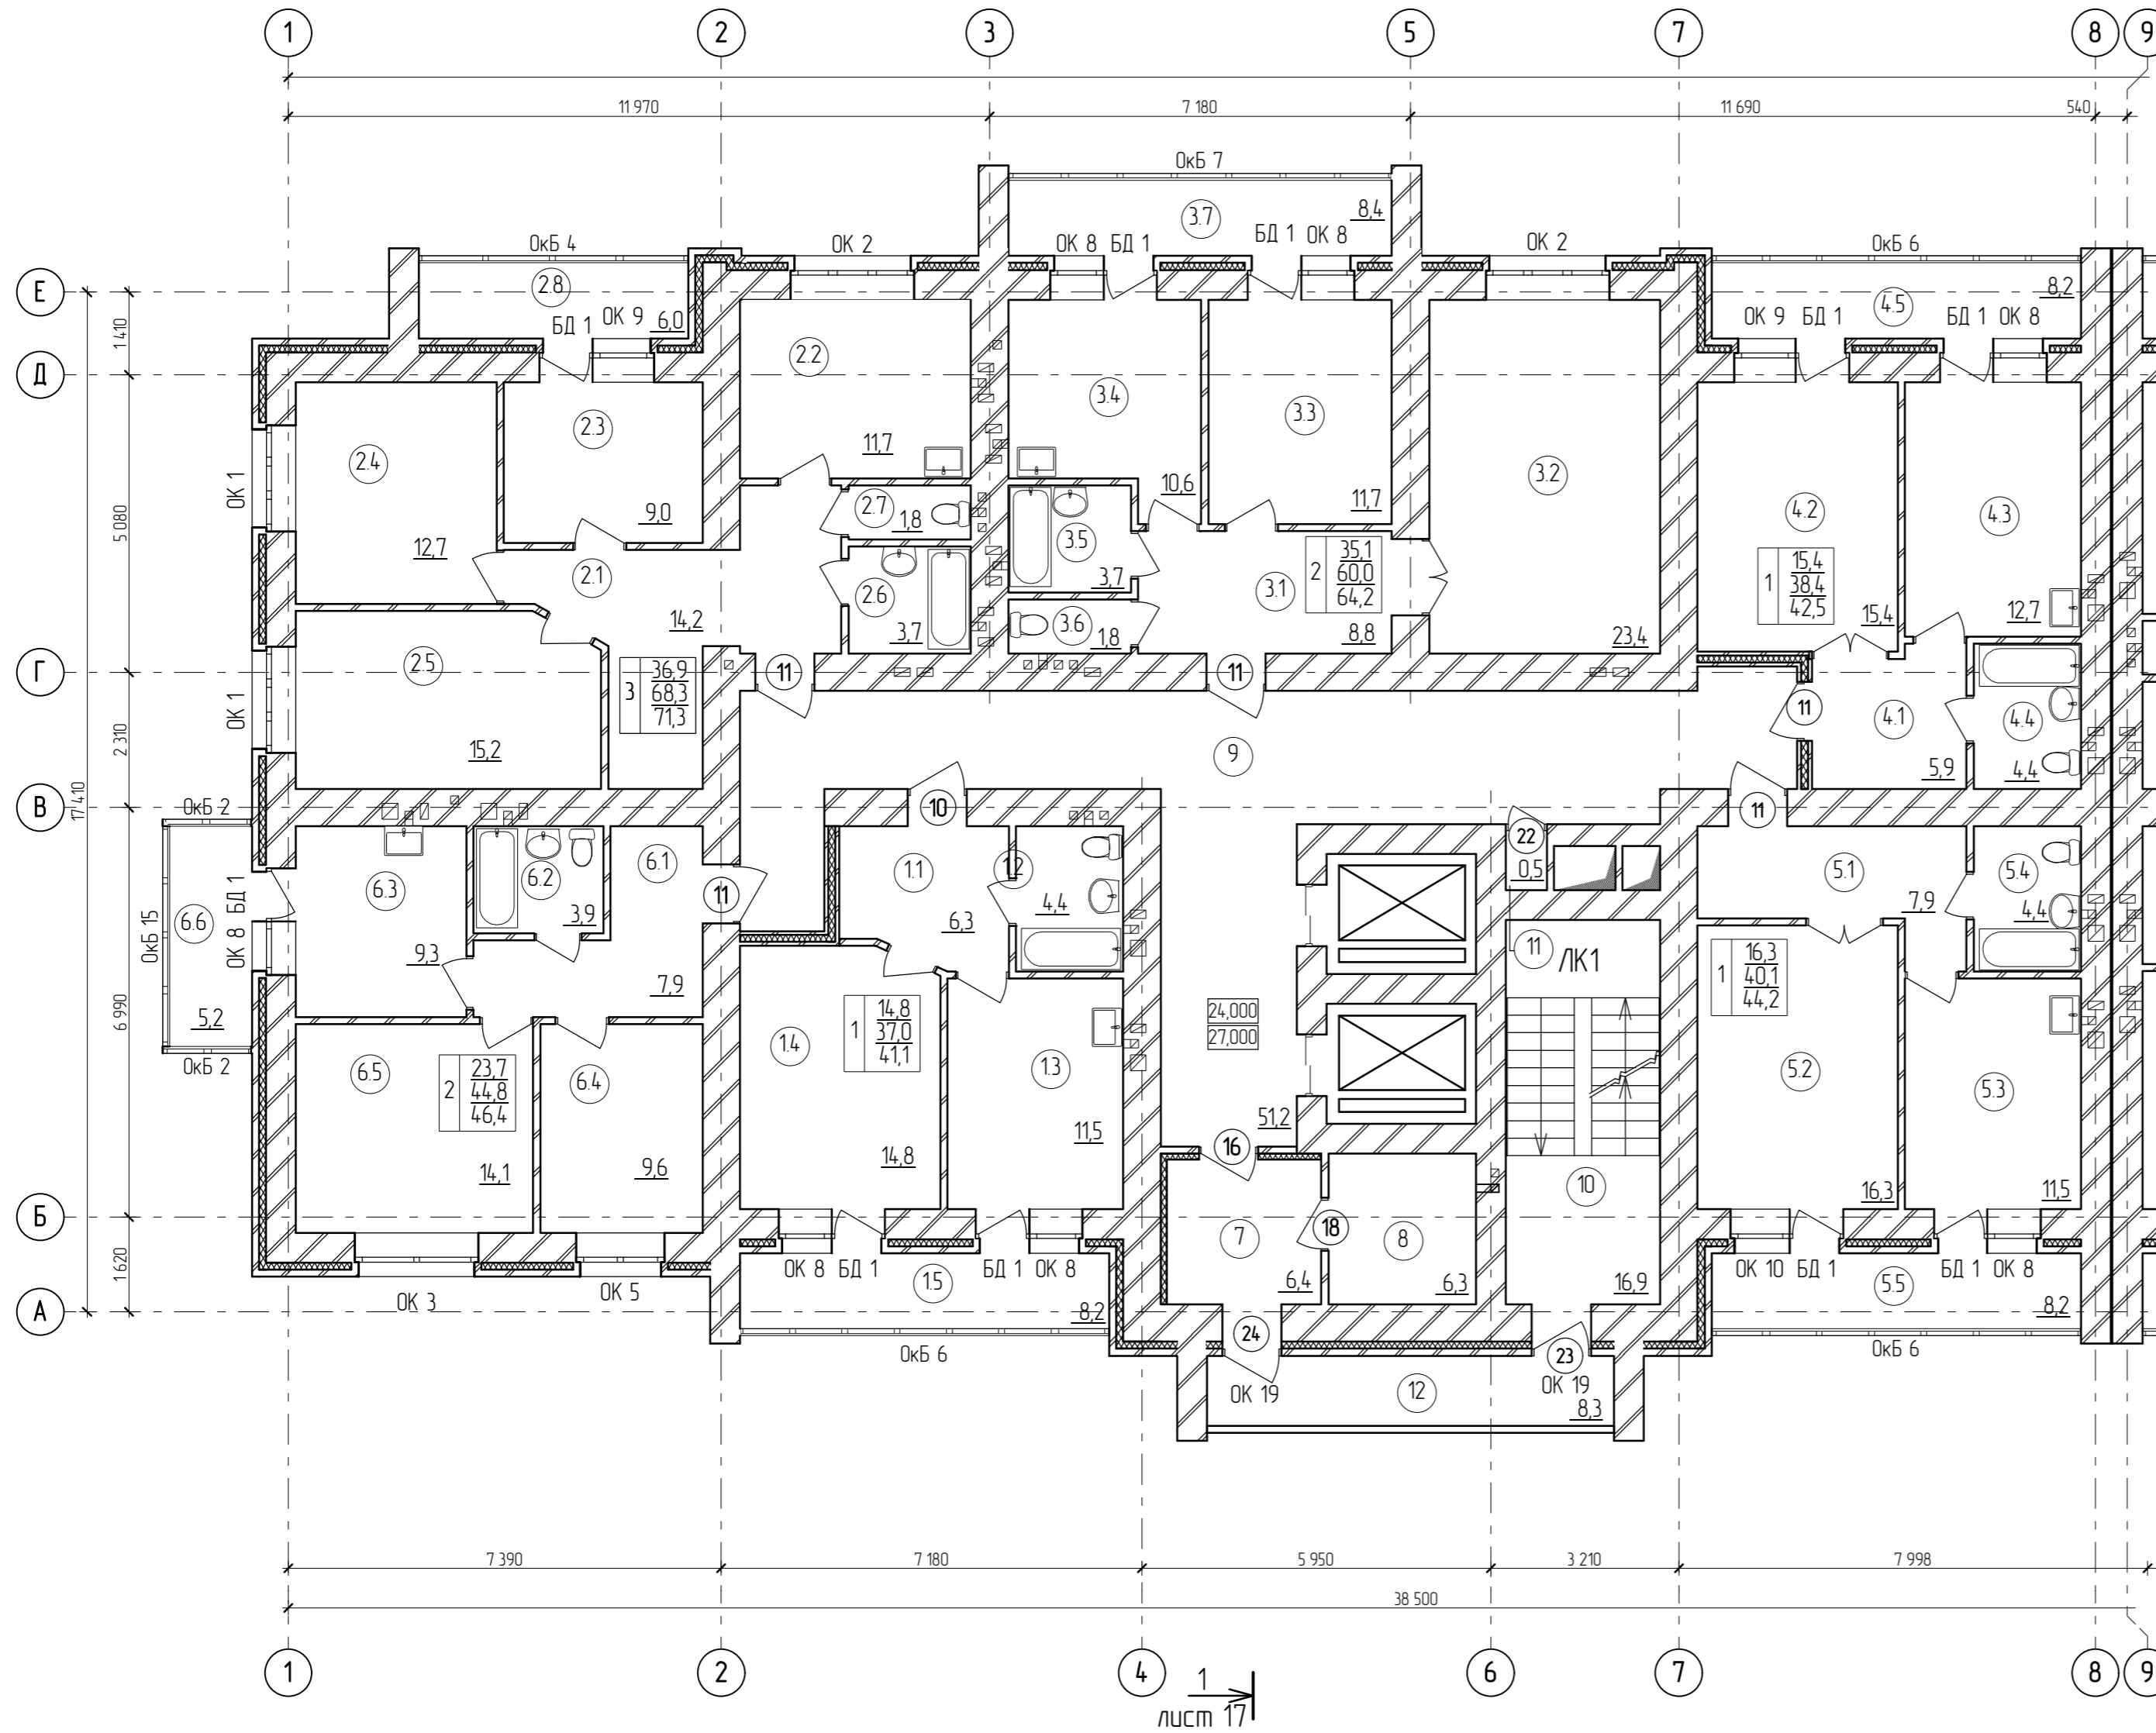 1 2 3 5 7 8 9
11 970 7 180 11 690 540
ОкБ 7
3.7 8,4
ОкБ 4 ОК 2 ОК 8 БД 1 БД 1 ОК 8 ОК 2 ОкБ 6
Е
2.8 БД 1 ОК 9 6,0
4.5 8,2
ОК 9 БД 1 БД 1 ОК 8
1 410
Д
2.2 11,7
3.4 10,6
3.3 11,7
3.2 23,4
2.4 12,7
2.3 9,0
ОК 1
5 080
2.7 1,8
3.5 3,7
4.2 15,4
4.3 12,7
1 15,4
38,4
42,5
2 35,1
60,0
64,2
2.1 14,2
2.6 3,7
3.6 1,8
3.1 8,8
Г
2.5 15,2
3 36,9
68,3
71,3
11 11 11
ОК 1
4.1 5,9
4.4 4,4
2 310
17 410
9
В
ОкБ 2
10 11 22
0,5
6.3 9,3
6.2 3,9
6.1 7,9
11
1.1 6,3
1.2 4,4
5.1 7,9
5.4 4,4
ОкБ 15
6.6 5,2
ОК 8 БД 1
ОкБ 2
11 ЛК1
6 990
1 14,8
37,0
41,1
1 16,3
40,1
44,2
24,000
27,000
6.5 14,1
2 23,7
44,8
46,4
6.4 9,6
1.4 14,8
1.3 11,5
51,2
16
5.2 16,3
5.3 11,5
10 16,9
Б
7 6,4
18
8 6,3
1 620
ОК 8 БД 1 БД 1 ОК 8
ОК 10 БД 1 БД 1 ОК 8
ОК 3 ОК 5
1.5 8,2
5.5 8,2
А
24 23
ОкБ 6 ОкБ 6
ОК 19 12 ОК 19
8,3
7 390 7 180 5 950 3 210 7 998
38 500
1 2 4 6 7 8 9
1
лист 17